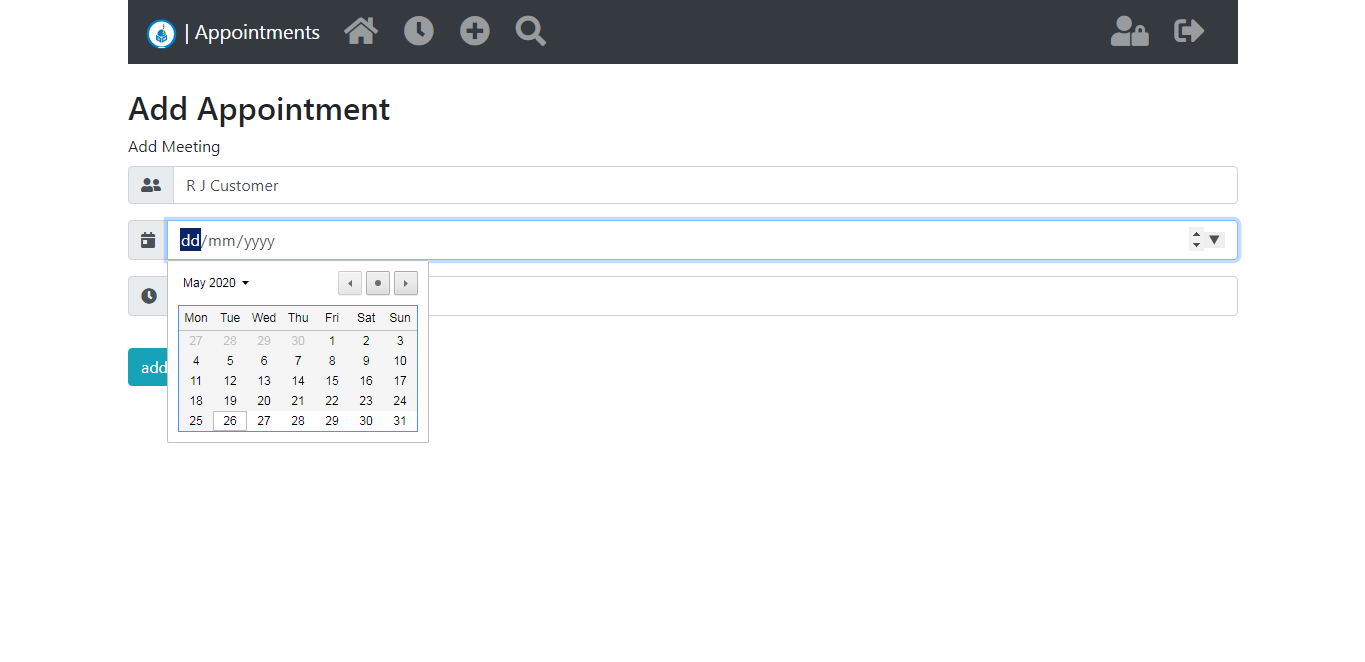 | Appointments
Add Appointment
Add Meeting
R J Customer
dd/mm/yyyy
May 2020
Mon Tue Wed Thu Fri Sat Sun
27 28 29 30 1 2 3
4 5 6 7 8 9 10
11 12 13 14 15 16 17
add
18 19 20 21 22 23 24
25 26 27 28 29 30 31